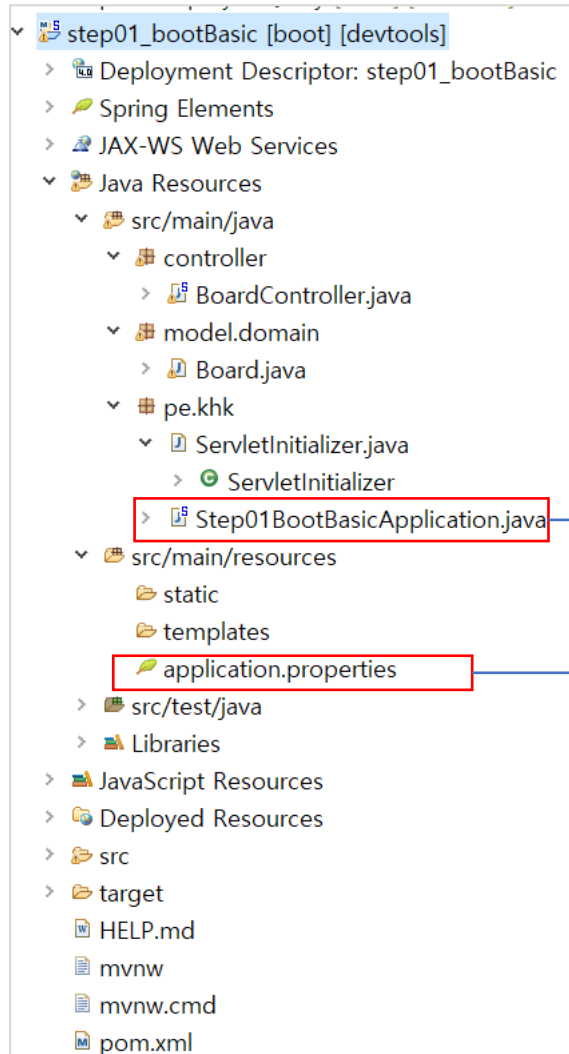 step01_bootBasic [boot] [devtools]
Deployment Descriptor: step01_bootBasic
Spring Elements
JAX-WS Web Services
Java Resources
src/main/java
controller
BoardController.java
model.domain
Board.java
pe.khk
ServletInitializer.java
ServletInitializer
Step01BootBasicApplication.java
src/main/resources
static
templates
application.properties
src/test/java
Libraries
JavaScript Resources
Deployed Resources
src
target
HELP.md
mvnw
mvnw.cmd
pom.xml